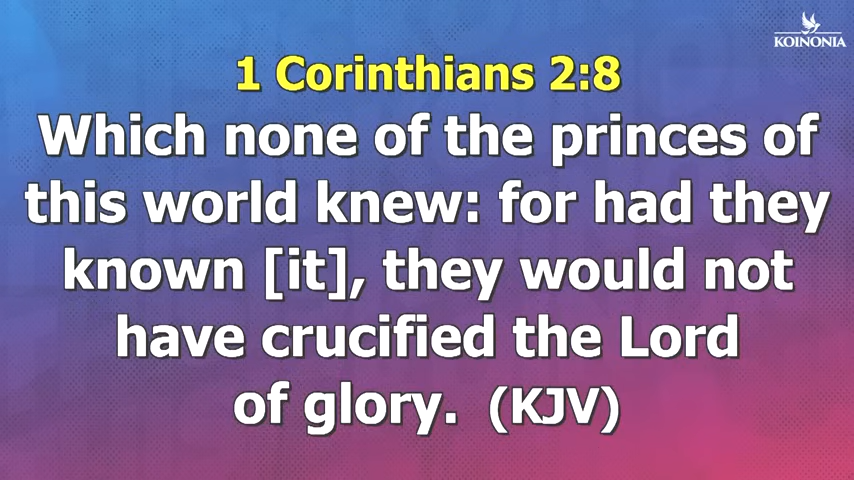 KOINONIA
1 Corinthians 2:8
Which none of the princes of
this world knew: for had they
known [it], they would not
have crucified the Lord
of glory. (KJV)